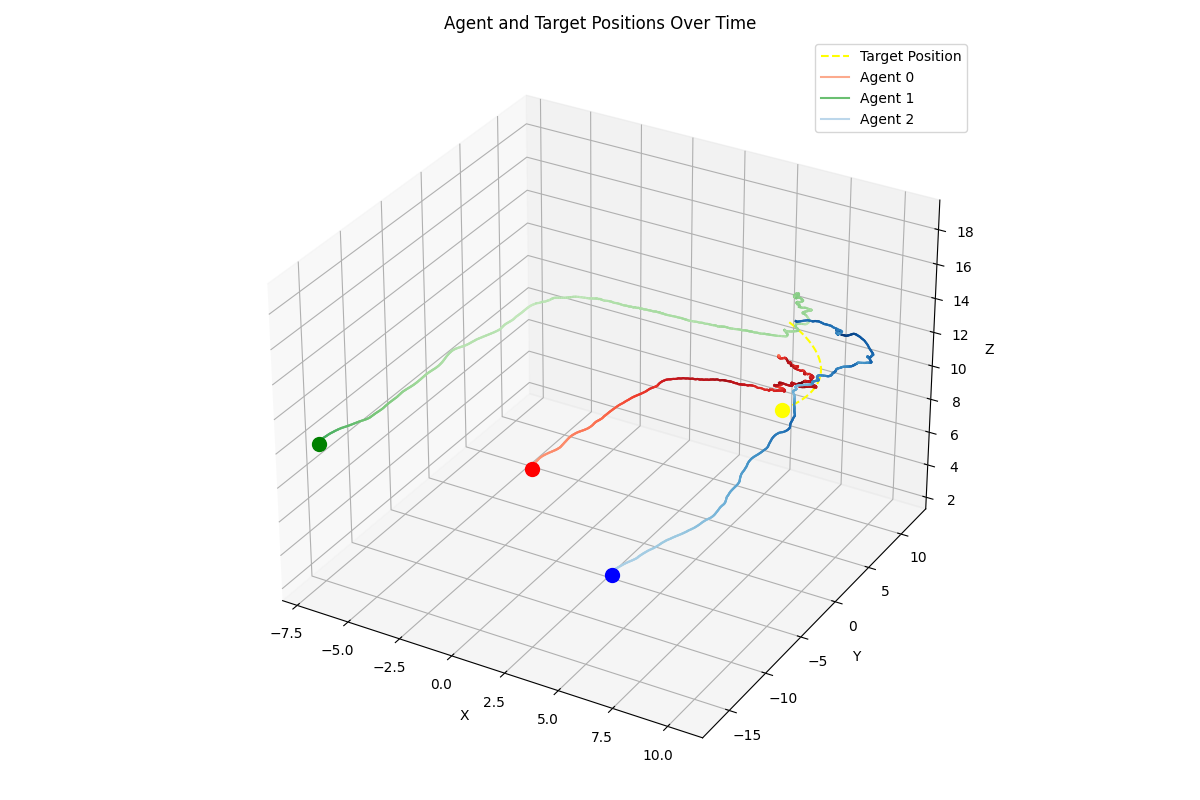 Agent and Target Positions Over Time
Target Position
Agent 0
Agent 1
Agent 2
18
16
14
12
Z
10
8
6
4
2
10
5
0
−5
Y
−10
−15
−7.5
−5.0
−2.5
0.0
2.5
5.0
7.5
10.0
X